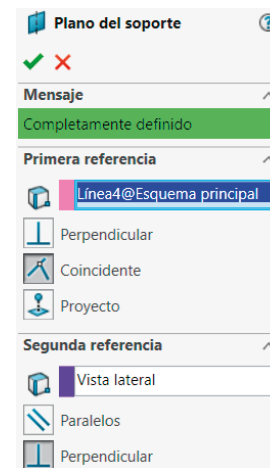 Plano del soporte
Mensaje
Completamente definido
Primera referencia
Línea4@Esquema principal
Perpendicular
Coincidente
Proyecto
Segunda referencia
Vista lateral
Paralelos
Perpendicular